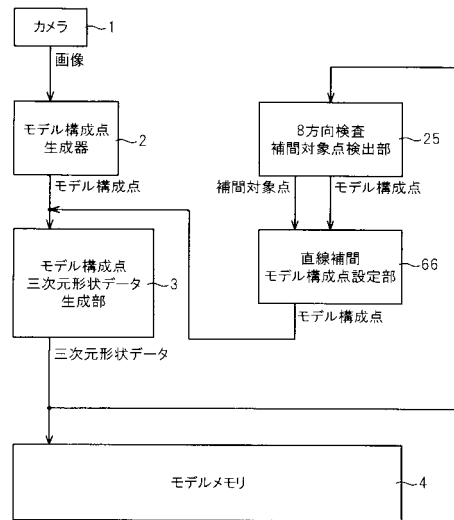 カメラ
1
画像
モデル構成点
生成器
2
モデル構成点
モデル構成点
三次元形状データ
生成部
3
三次元形状データ
8方向検査
補間対象点検出部
25
補間対象点
モデル構成点
直線補間
モデル構成点設定部
66
モデル構成点
モデルメモリ
4